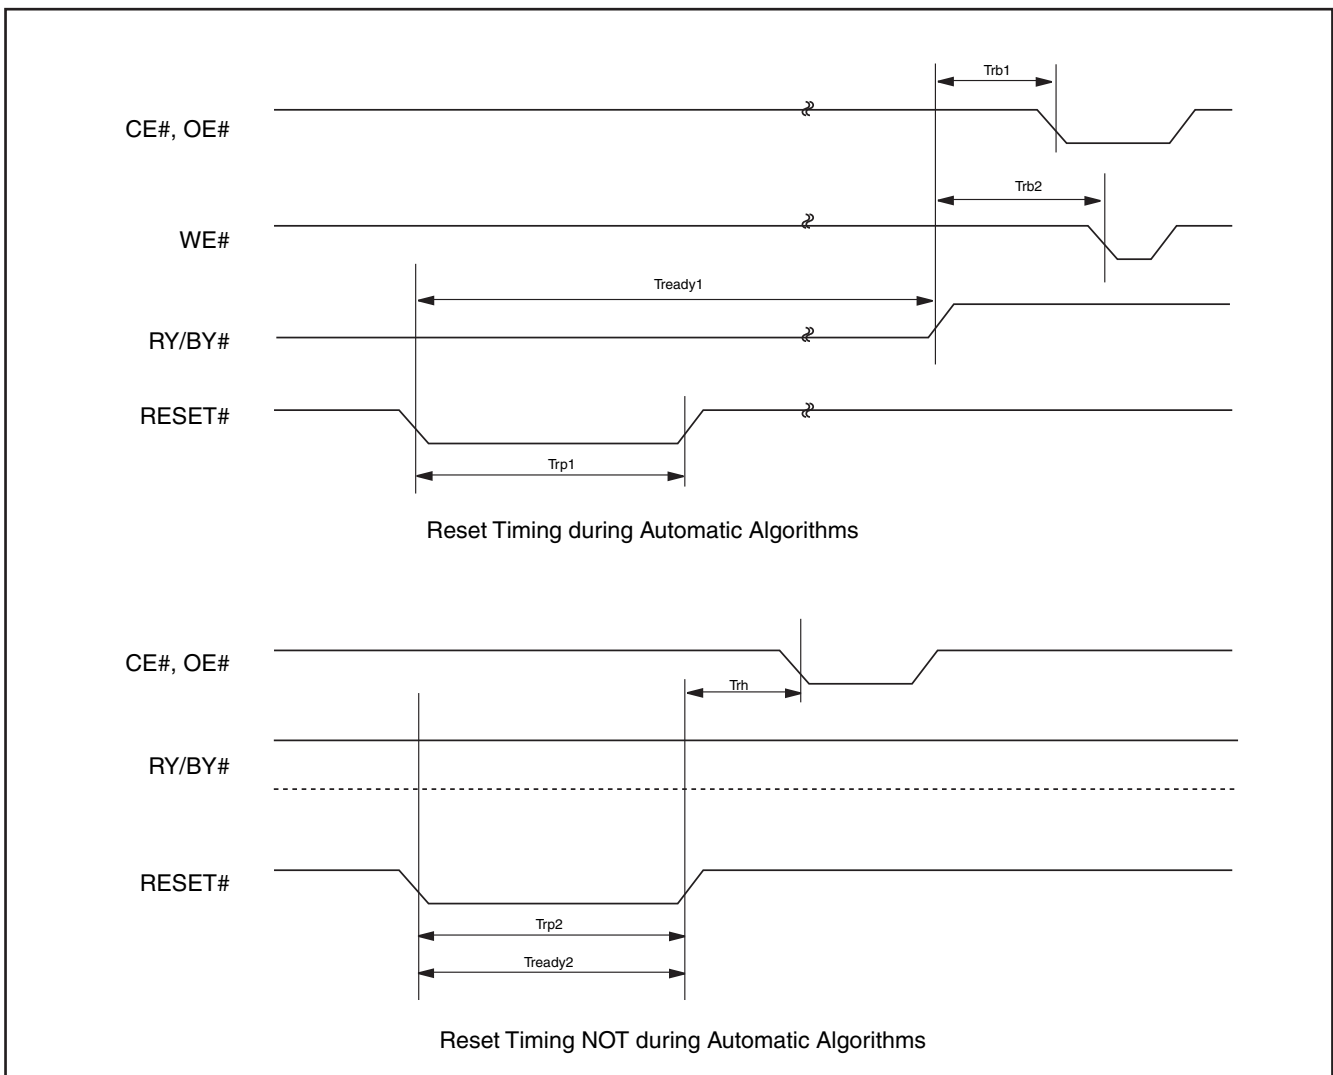 Trb1
CE#, OE#
Trb2
WE#
Tready1
RY/BY#
RESET#
Trp1
Reset Timing during Automatic Algorithms
CE#, OE#
Trh
RY/BY#
RESET#
Trp2
Tready2
Reset Timing NOT during Automatic Algorithms